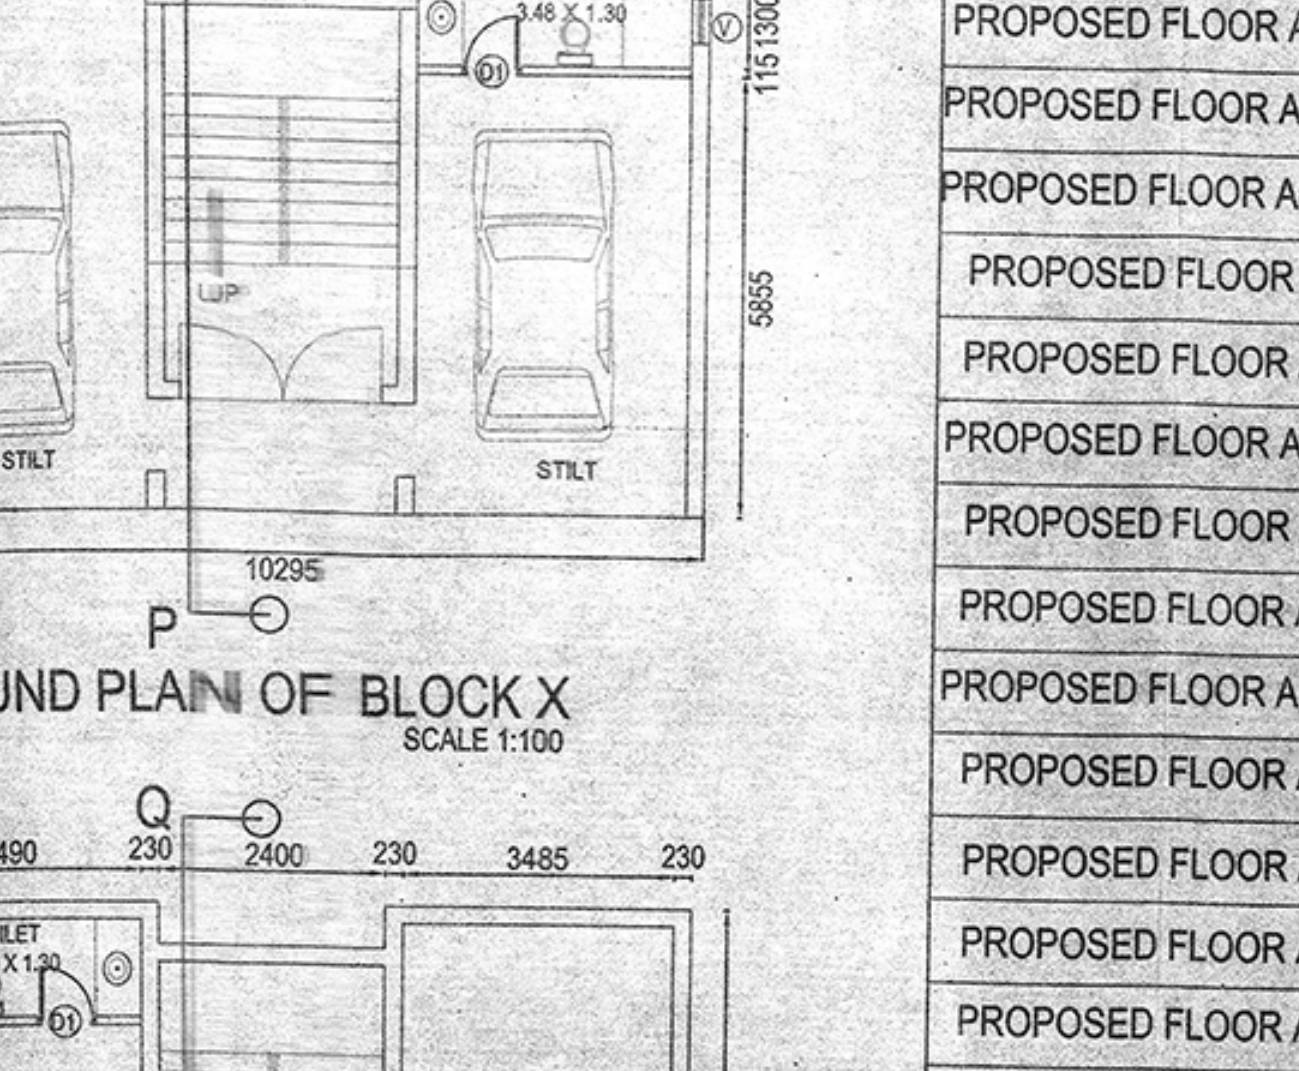 3.48 X 1.30
V
1300
115
D1
5855
UP
STILT
STILT
10295
P
UND PLAN OF BLOCK X
SCALE 1:100
Q
490
230
2400
230
3485
230
ILET
X 1.30
D1
PROPOSED FLOOR A
PROPOSED FLOOR A
PROPOSED FLOOR A
PROPOSED FLOOR
PROPOSED FLOOR
PROPOSED FLOOR A
PROPOSED FLOOR
PROPOSED FLOOR A
PROPOSED FLOOR A
PROPOSED FLOOR A
PROPOSED FLOOR A
PROPOSED FLOOR A
PROPOSED FLOOR A